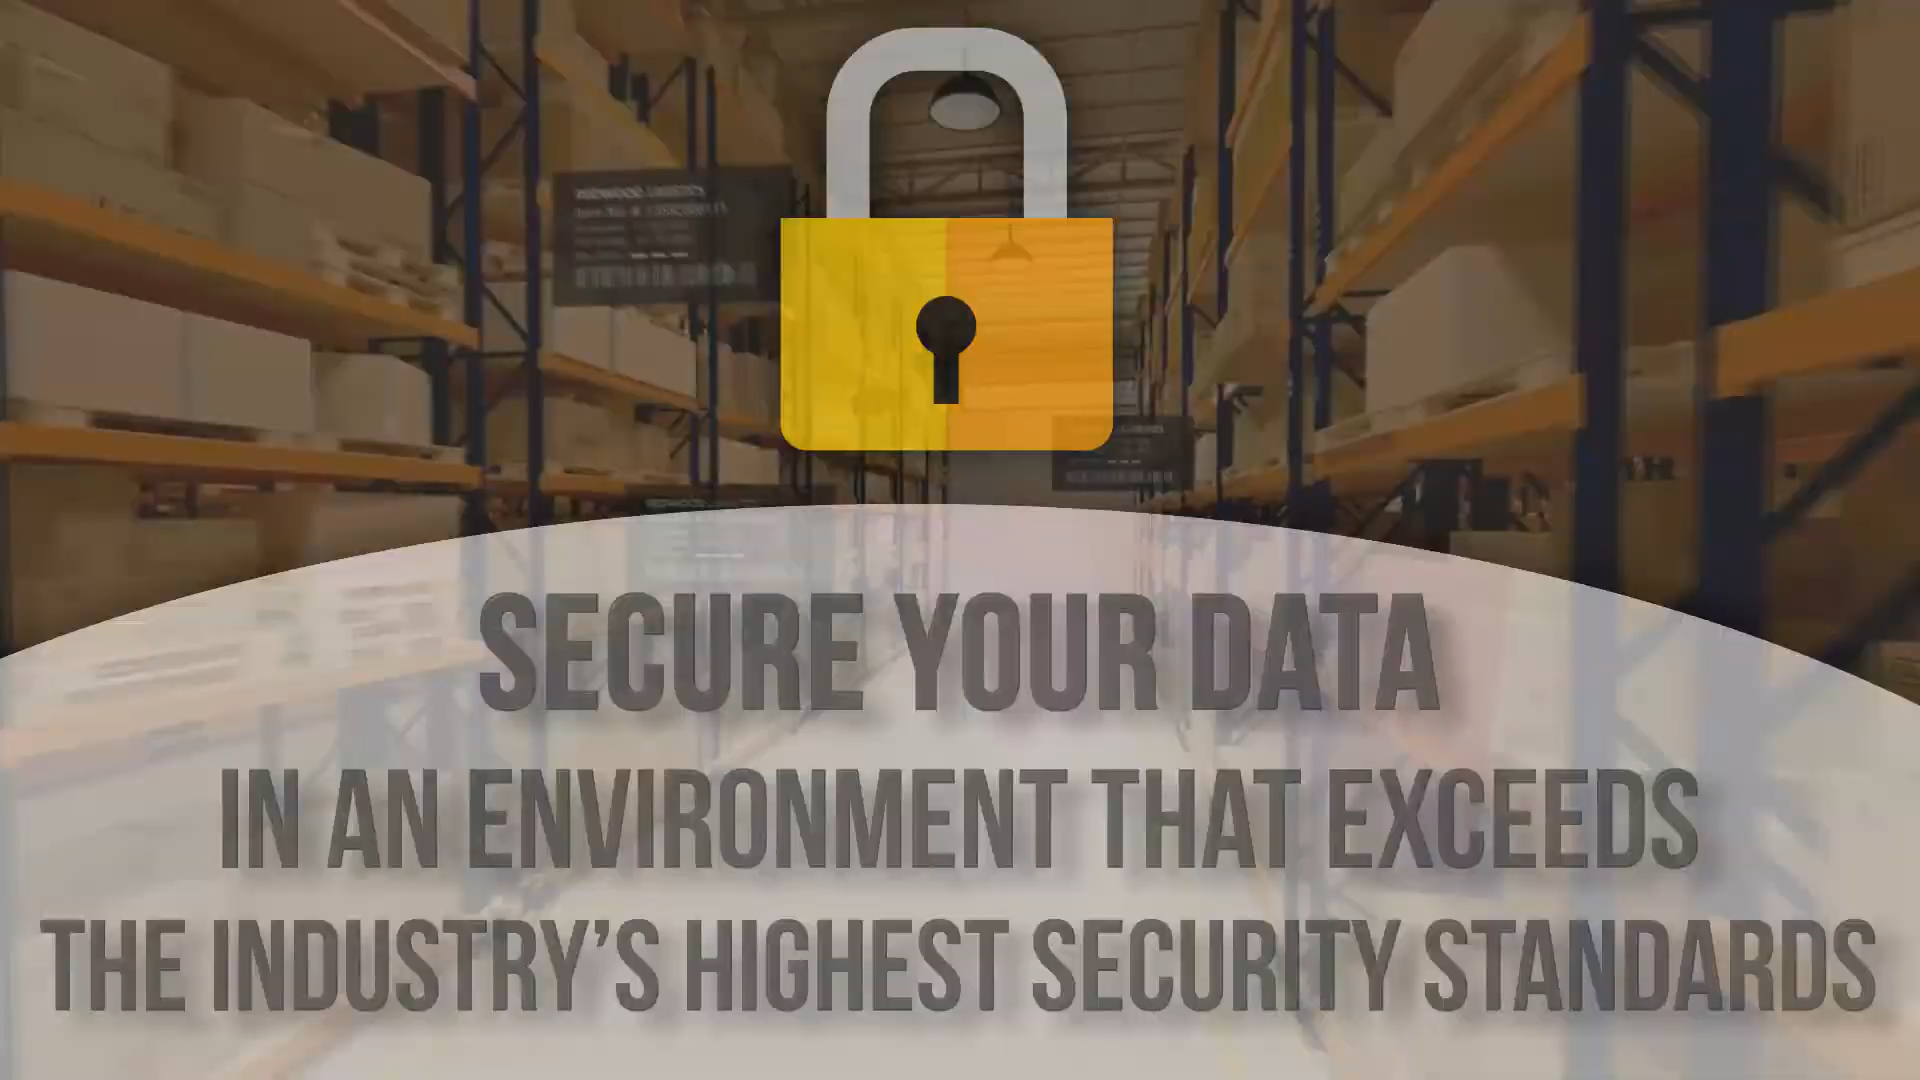 SECURE YOUR DATA
IN AN ENVIRONMENT THAT EXCEEDS
THE INDUSTRY’S HIGHEST SECURITY STANDARDS